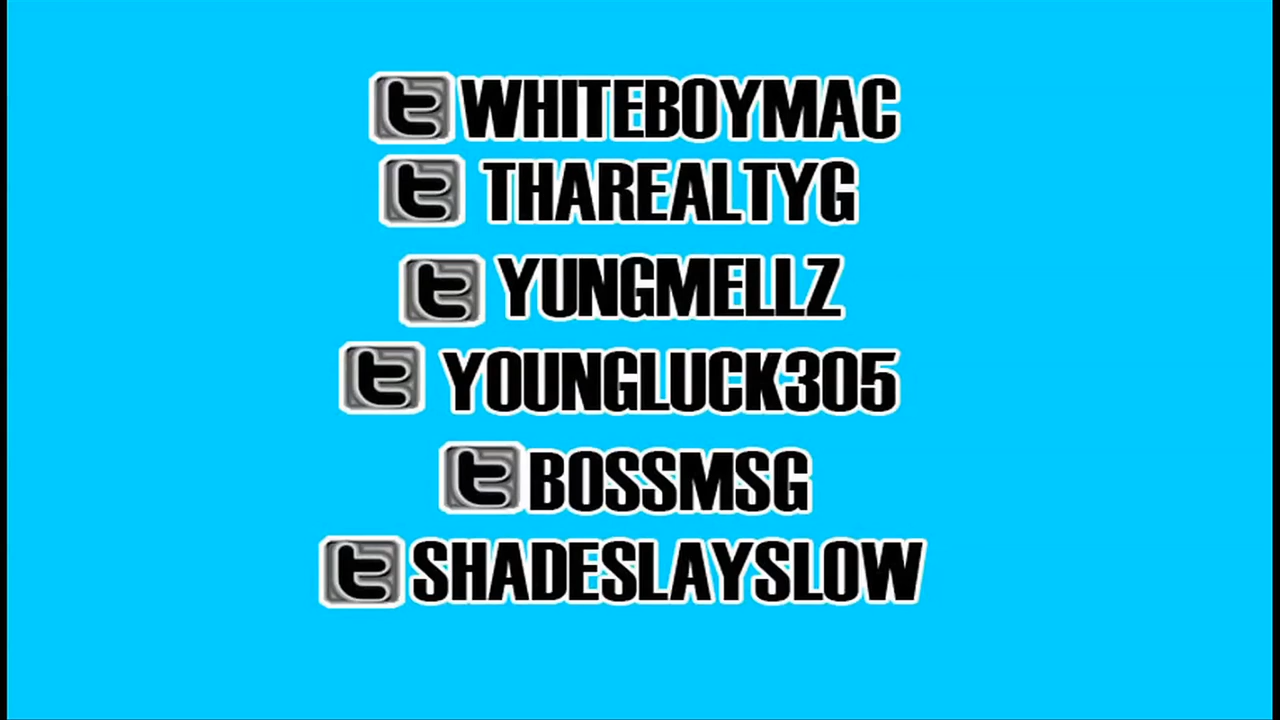 WHITEBOYMAC
THAREALTYG
YUNGMELLZ
YOUNGLUCK305
BOSSMSG
SHADESLAYSLOW